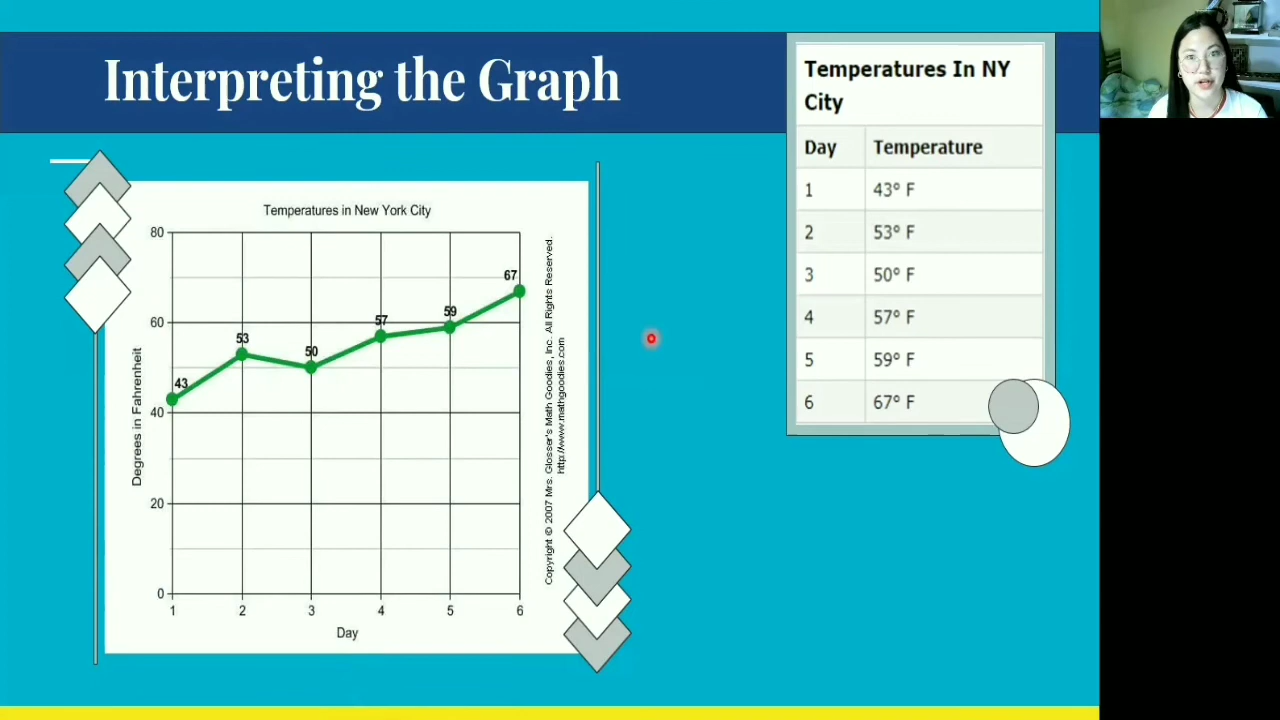 Interpreting the Graph
Temperatures in New York City
80
60
40
20
0
43
53
50
57
59
67
1 2 3 4 5 6
Day
Degrees in Fahrenheit
Copyright © 2007 Mrs. Glosser's Math Goodies, Inc. All Rights Reserved.
http://www.mathgoodies.com
Temperatures In NY
City
Day Temperature
1 43° F
2 53° F
3 50° F
4 57° F
5 59° F
6 67° F